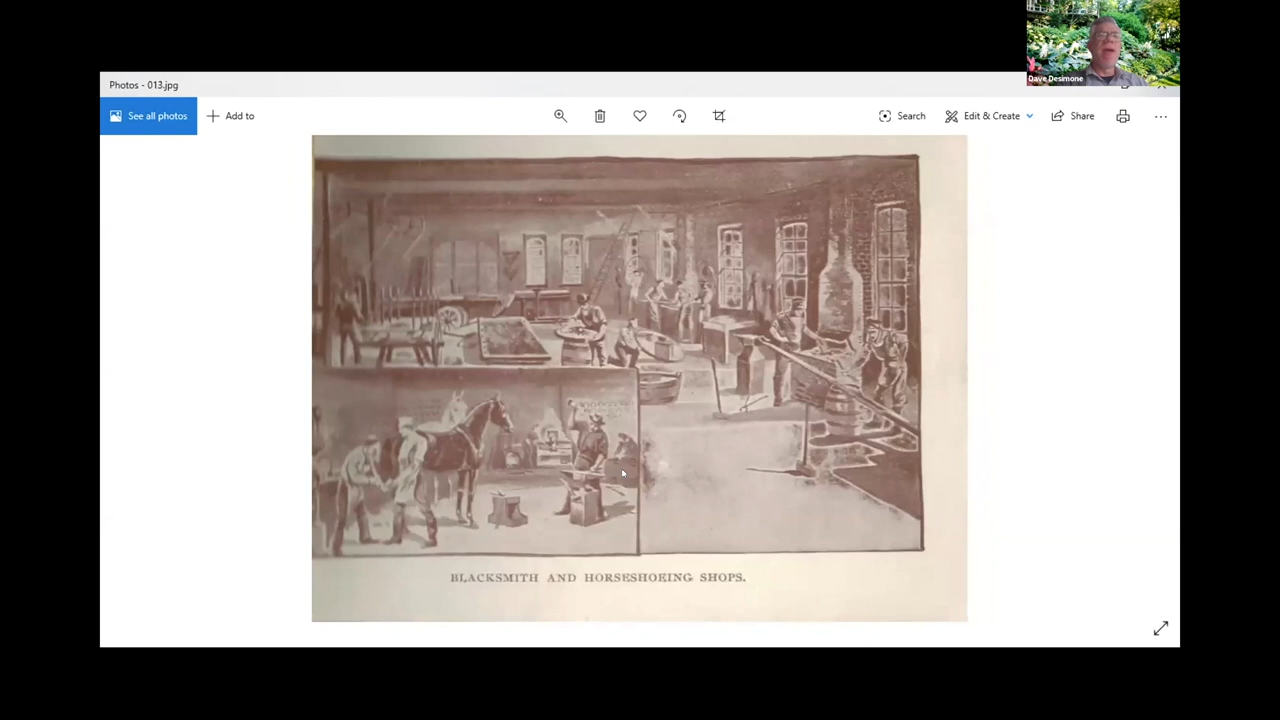 Dave Desimone
Photos - 013.jpg
See all photos
Add to
Search
Edit & Create
Share
BLACKSMITH AND HORSESHOEING SHOPS.